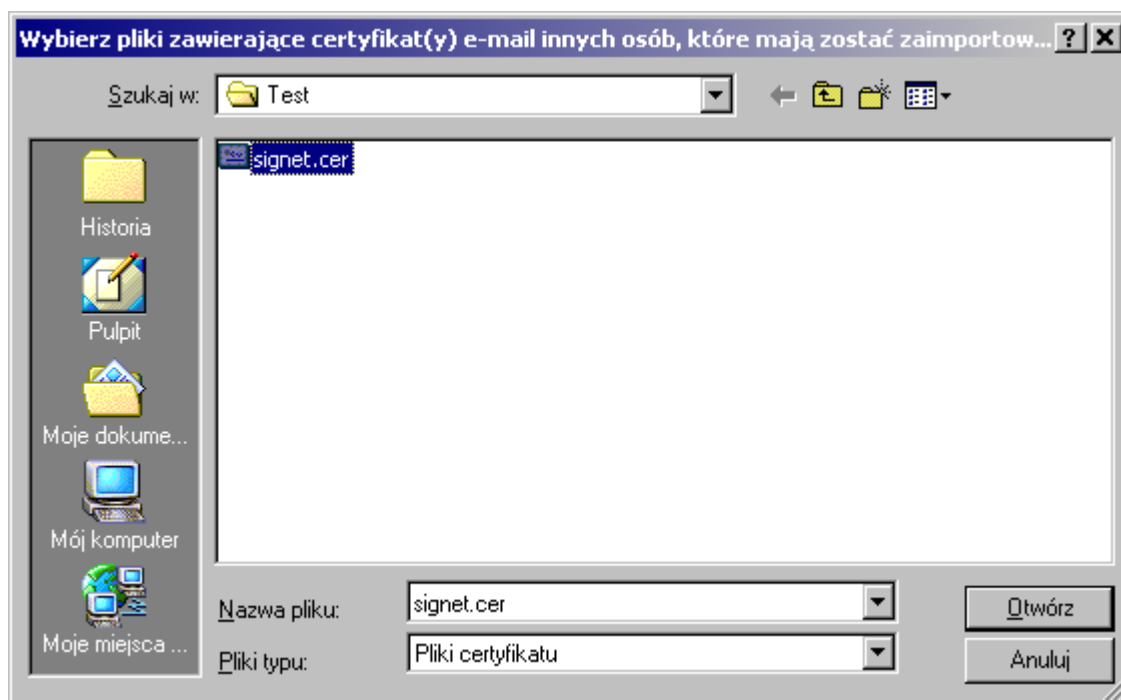 Wybierz pliki zawierające certyfikat(y) e-mail innych osób, które mają zostać zaimportow...
Szukaj w: Test
signet.cer
Historia
Pulpit
Moje dokume...
Mój komputer
Moje miejsca ...
Nazwa pliku: signet.cer Otwórz
Pliki typu: Pliki certyfikatu Anuluj